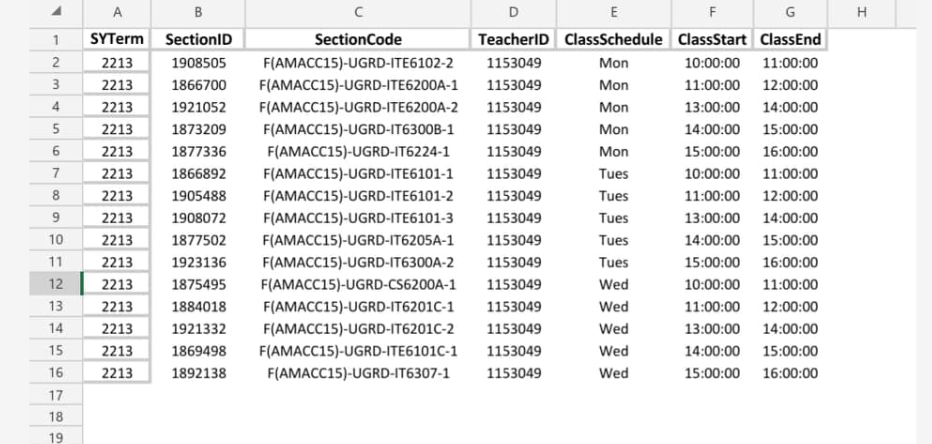 A B C D E F G H
1 SYTerm SectionID SectionCode TeacherID ClassSchedule ClassStart ClassEnd
2 2213 1908505 F(AMACC15)-UGRD-ITE6102-2 1153049 Mon 10:00:00 11:00:00
3 2213 1866700 F(AMACC15)-UGRD-ITE6200A-1 1153049 Mon 11:00:00 12:00:00
4 2213 1921052 F(AMACC15)-UGRD-ITE6200A-2 1153049 Mon 13:00:00 14:00:00
5 2213 1873209 F(AMACC15)-UGRD-IT6300B-1 1153049 Mon 14:00:00 15:00:00
6 2213 1877336 F(AMACC15)-UGRD-IT6224-1 1153049 Mon 15:00:00 16:00:00
7 2213 1866892 F(AMACC15)-UGRD-ITE6101-1 1153049 Tues 10:00:00 11:00:00
8 2213 1905488 F(AMACC15)-UGRD-ITE6101-2 1153049 Tues 11:00:00 12:00:00
9 2213 1908072 F(AMACC15)-UGRD-ITE6101-3 1153049 Tues 13:00:00 14:00:00
10 2213 1877502 F(AMACC15)-UGRD-IT6205A-1 1153049 Tues 14:00:00 15:00:00
11 2213 1923136 F(AMACC15)-UGRD-IT6300A-2 1153049 Tues 15:00:00 16:00:00
12 2213 1875495 F(AMACC15)-UGRD-CS6200A-1 1153049 Wed 10:00:00 11:00:00
13 2213 1884018 F(AMACC15)-UGRD-IT6201C-1 1153049 Wed 11:00:00 12:00:00
14 2213 1921332 F(AMACC15)-UGRD-IT6201C-2 1153049 Wed 13:00:00 14:00:00
15 2213 1869498 F(AMACC15)-UGRD-ITE6101C-1 1153049 Wed 14:00:00 15:00:00
16 2213 1892138 F(AMACC15)-UGRD-IT6307-1 1153049 Wed 15:00:00 16:00:00
17
18
19